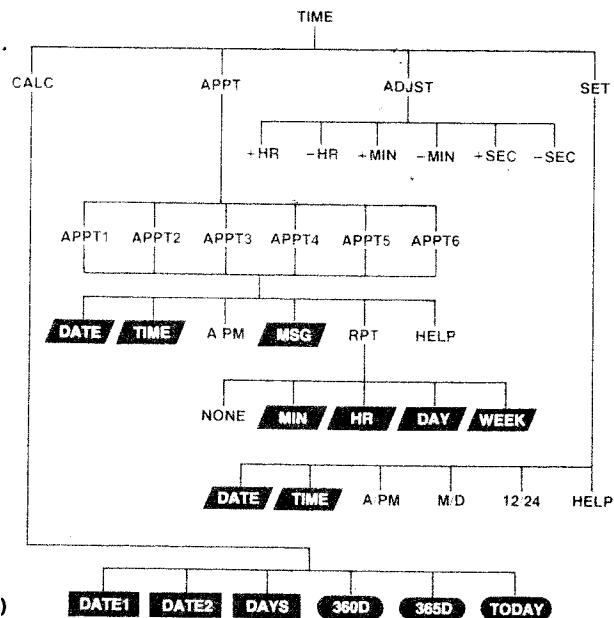 TIME
CALC APPT ADJST SET
+HR −HR +MIN −MIN +SEC −SEC
APPT1 APPT2 APPT3 APPT4 APPT5 APPT6
DATE TIME A/PM MSG RPT HELP
NONE MIN HR DAY WEEK
DATE TIME A/PM M/D 12/24 HELP
) DATE1 DATE2 DAYS 360D 365D TODAY